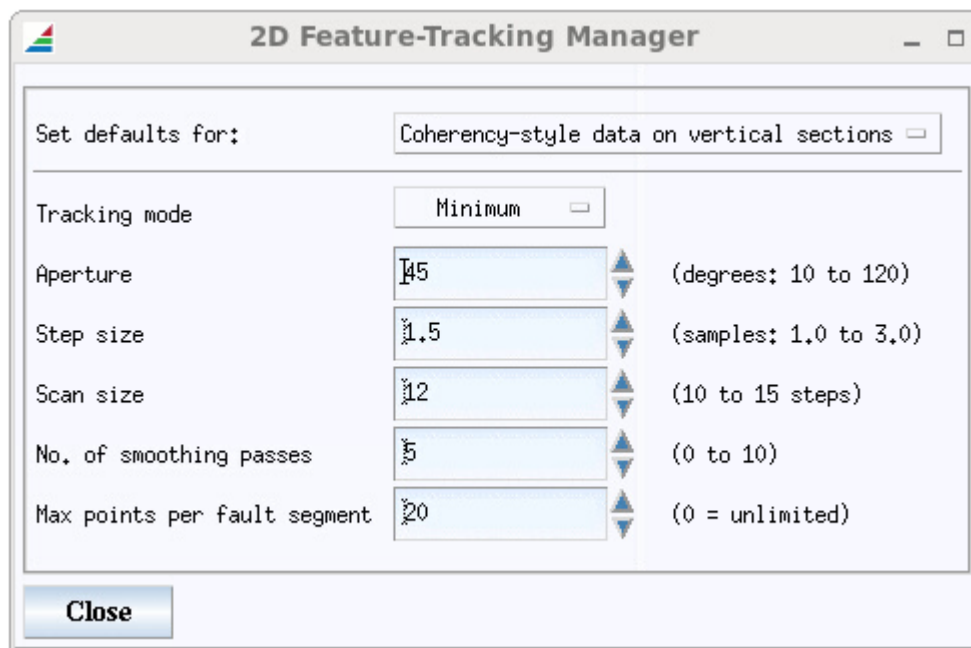 2D Feature-Tracking Manager
Set defaults for: Coherency-style data on vertical sections
Tracking mode Minimum
Aperture 45 (degrees: 10 to 120)
Step size 1.5 (samples: 1.0 to 3.0)
Scan size 12 (10 to 15 steps)
No. of smoothing passes 5 (0 to 10)
Max points per fault segment 20 (0 = unlimited)
Close